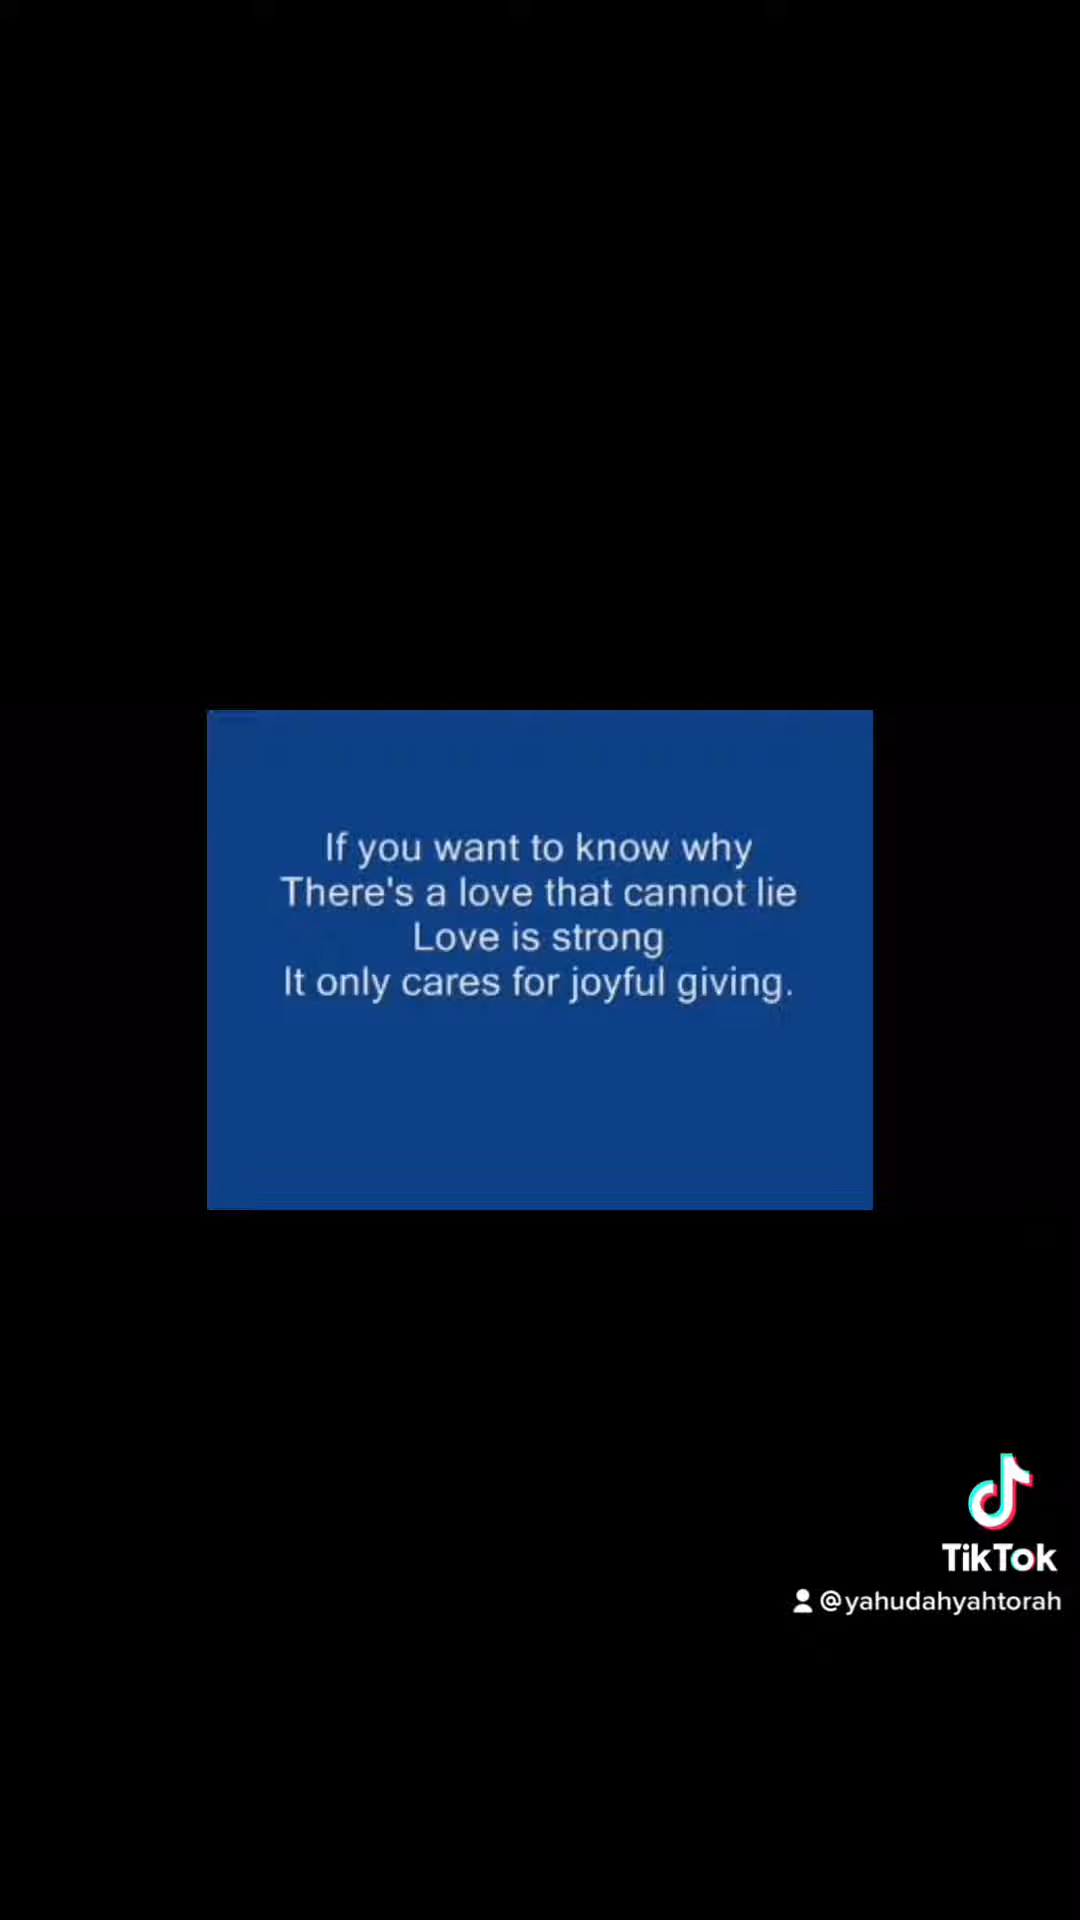 If you want to know why
There's a love that cannot lie
Love is strong
It only cares for joyful giving.
TikTok
@yahudahyahtorah